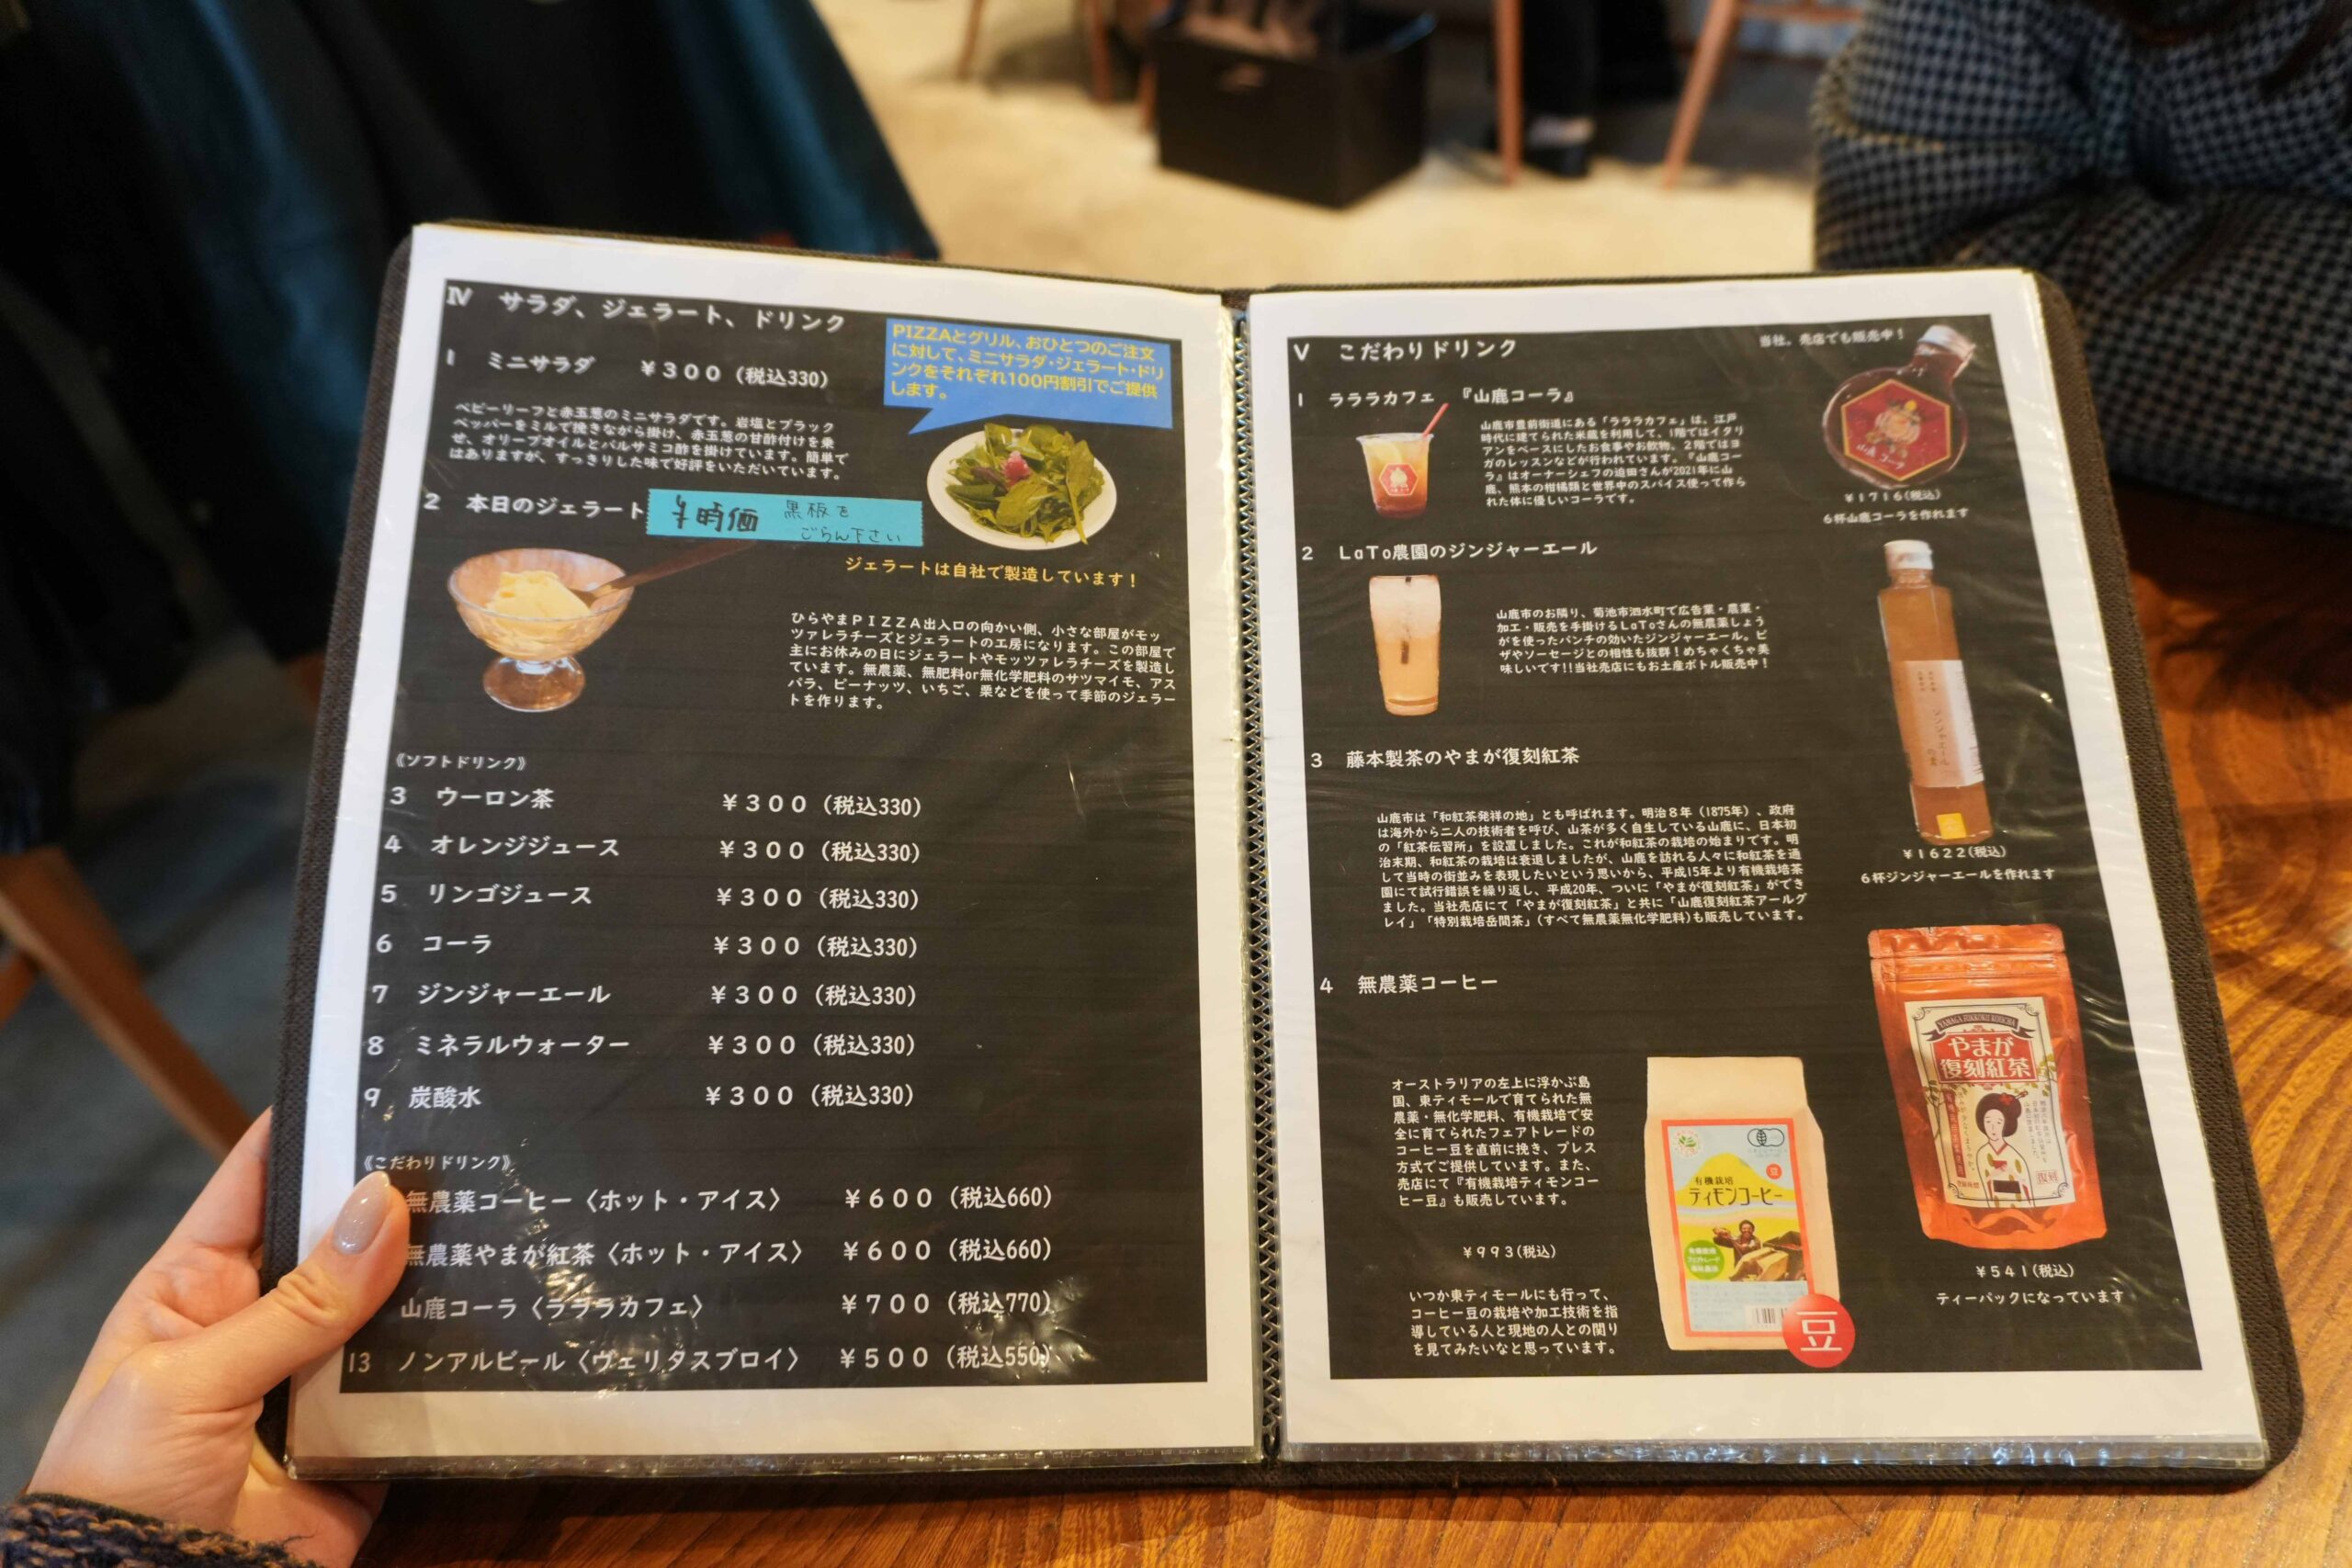 Ⅳ サラダ、ジェラート、ドリンク
1 ミニサラダ ￥300（税込330）
PIZZAとグリル、おひとつのご注文
に対して、ミニサラダ・ジェラート・ドリ
ンクをそれぞれ100円割引でご提供
します。
ベビーリーフと赤玉葱のミニサラダです。岩塩とブラック
ペッパーをミルで挽きながら掛け、赤玉葱の甘酢付けを乗
せ、オリーブオイルとバルサミコ酢を掛けています。簡単で
はありますが、すっきりした味で好評をいただいています。
2 本日のジェラート
時価 黒板を
ごらん下さい
ジェラートは自社で製造しています！
ひらやまＰＩＺＺＡ出入口の向かい側、小さな部屋がモッ
ツァレラチーズとジェラートの工房になります。この部屋で
主にお休みの日にジェラートやモッツァレラチーズを製造し
ています。無農薬、無肥料or無化学肥料のサツマイモ、アス
パラ、ピーナッツ、いちご、栗などを使って季節のジェラー
トを作ります。
《ソフトドリンク》
3 ウーロン茶 ￥300（税込330）
4 オレンジジュース ￥300（税込330）
5 リンゴジュース ￥300（税込330）
6 コーラ ￥300（税込330）
7 ジンジャーエール ￥300（税込330）
8 ミネラルウォーター ￥300（税込330）
9 炭酸水 ￥300（税込330）
《こだわりドリンク》
無農薬コーヒー〈ホット・アイス〉 ￥600（税込660）
無農薬やまが紅茶〈ホット・アイス〉 ￥600（税込660）
山鹿コーラ〈ラララカフェ〉 ￥700（税込770）
13 ノンアルビール〈ヴェリタスブロイ〉 ￥500（税込550）
Ⅴ こだわりドリンク
当社。売店でも販売中！
1 ラララカフェ 『山鹿コーラ』
山鹿市豊前街道にある「ラララカフェ」は、江戸
時代に建てられた米蔵を利用して、1階ではイタリ
アンをベースにしたお食事やお飲物。2階ではヨ
ガのレッスンなどが行われています。『山鹿コー
ラ』はオーナーシェフの迫田さんが2021年に山
鹿、熊本の柑橘類と世界中のスパイス使って作ら
れた体に優しいコーラです。
山鹿コーラ
￥1716(税込)
6杯山鹿コーラを作れます
2 LaTo農園のジンジャーエール
山鹿市のお隣り、菊池市泗水町で広告業・農業・
加工・販売を手掛けるLaToさんの無農薬しょう
がを使ったパンチの効いたジンジャーエール。ピ
ザやソーセージとの相性も抜群！めちゃくちゃ美
味しいです!!当社売店にもお土産ボトル販売中！
ジンジャエール
の素
￥1622(税込)
6杯ジンジャーエールを作れます
3 藤本製茶のやまが復刻紅茶
山鹿市は「和紅茶発祥の地」とも呼ばれます。明治8年（1875年）、政府
は海外から二人の技術者を呼び、山茶が多く自生している山鹿に、日本初
の「紅茶伝習所」を設置しました。これが和紅茶の栽培の始まりです。明
治末期、和紅茶の栽培は衰退しましたが、山鹿を訪れる人々に和紅茶を通
して当時の街並みを表現したいという思いから、平成15年より有機栽培茶
園にて試行錯誤を繰り返し、平成20年、ついに「やまが復刻紅茶」ができ
ました。当社売店にて「やまが復刻紅茶」と共に「山鹿復刻紅茶アールグ
レイ」「特別栽培岳間茶」(すべて無農薬無化学肥料)も販売しています。
YAMAGA FUKKOKU KOUCHA
やまが
復刻紅茶
復刻
￥541(税込)
ティーパックになっています
4 無農薬コーヒー
オーストラリアの左上に浮かぶ島
国、東ティモールで育てられた無
農薬・無化学肥料、有機栽培で安
全に育てられたフェアトレードの
コーヒー豆を直前に挽き、プレス
方式でご提供しています。また、
売店にて『有機栽培ティモンコー
ヒー豆』も販売しています。
￥993(税込)
いつか東ティモールにも行って、
コーヒー豆の栽培や加工技術を指
導している人と現地の人との関り
を見てみたいなと思っています。
豆
有機栽培
ティモンコーヒー
豆